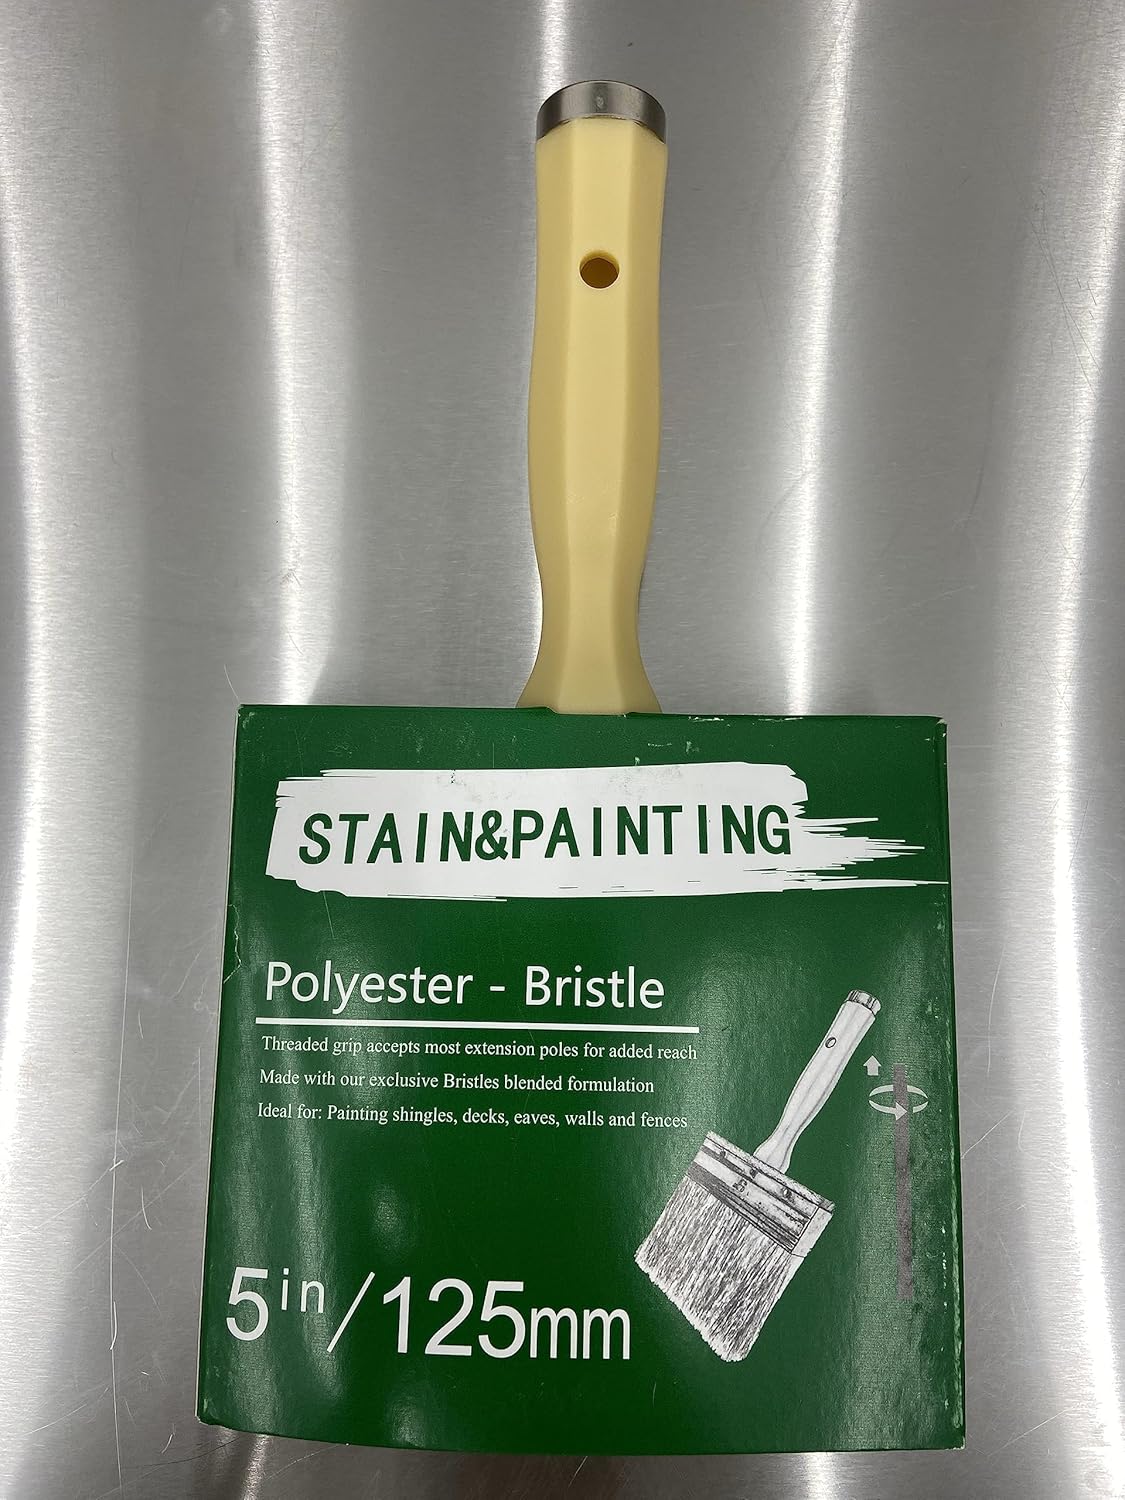 STAIN&PAINTING
Polyester - Bristle
Threaded grip accepts most extension poles for added reach
Made with our exclusive Bristles blended formulation
Ideal for: Painting shingles, decks, eaves, walls and fences
5in/125mm